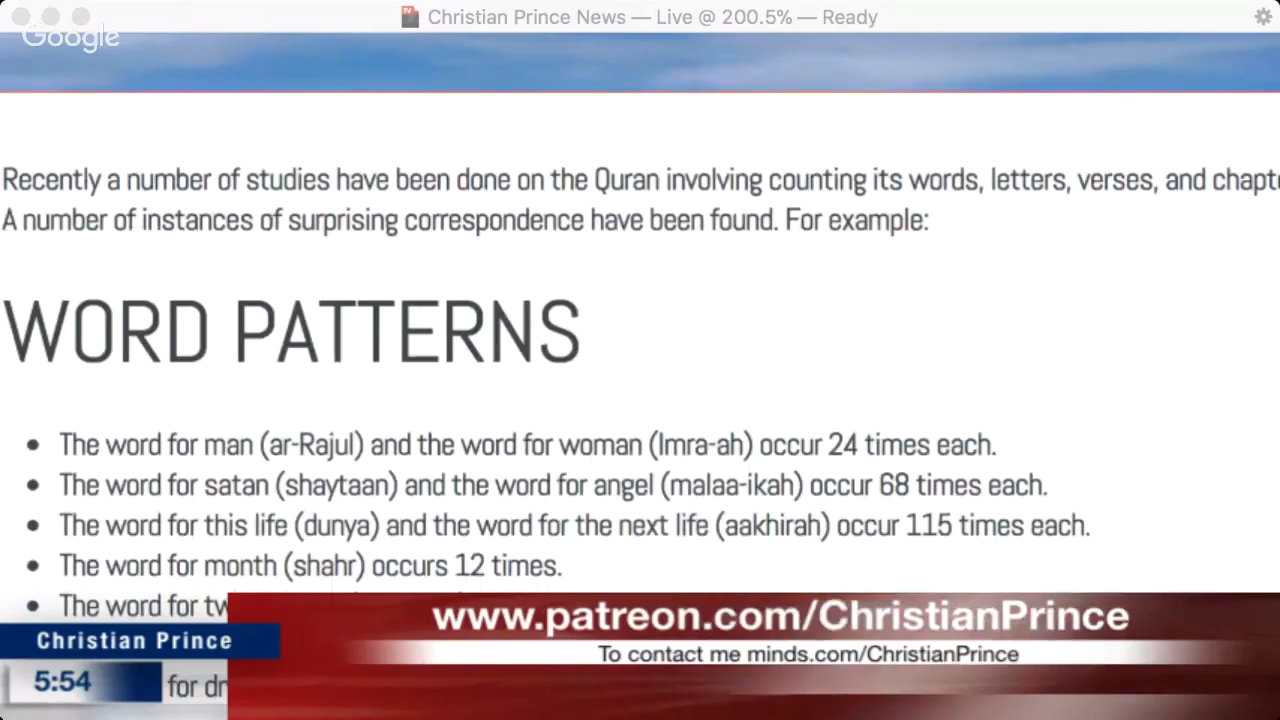 Christian Prince News — Live @ 200.5% — Ready
Google
Recently a number of studies have been done on the Quran involving counting its words, letters, verses, and
A number of instances of surprising correspondence have been found. For example:
WORD PATTERNS
• The word for man (ar-Rajul) and the word for woman (Imra-ah) occur 24 times each.
• The word for satan (shaytaan) and the word for angel (malaa-ikah) occur 68 times each.
• The word for this life (dunya) and the word for the next life (aakhirah) occur 115 times each.
• The word for month (shahr) occurs 12 times.
• The word for
www.patreon.com/ChristianPrince
Christian Prince
To contact me minds.com/ChristianPrince
5:54
for